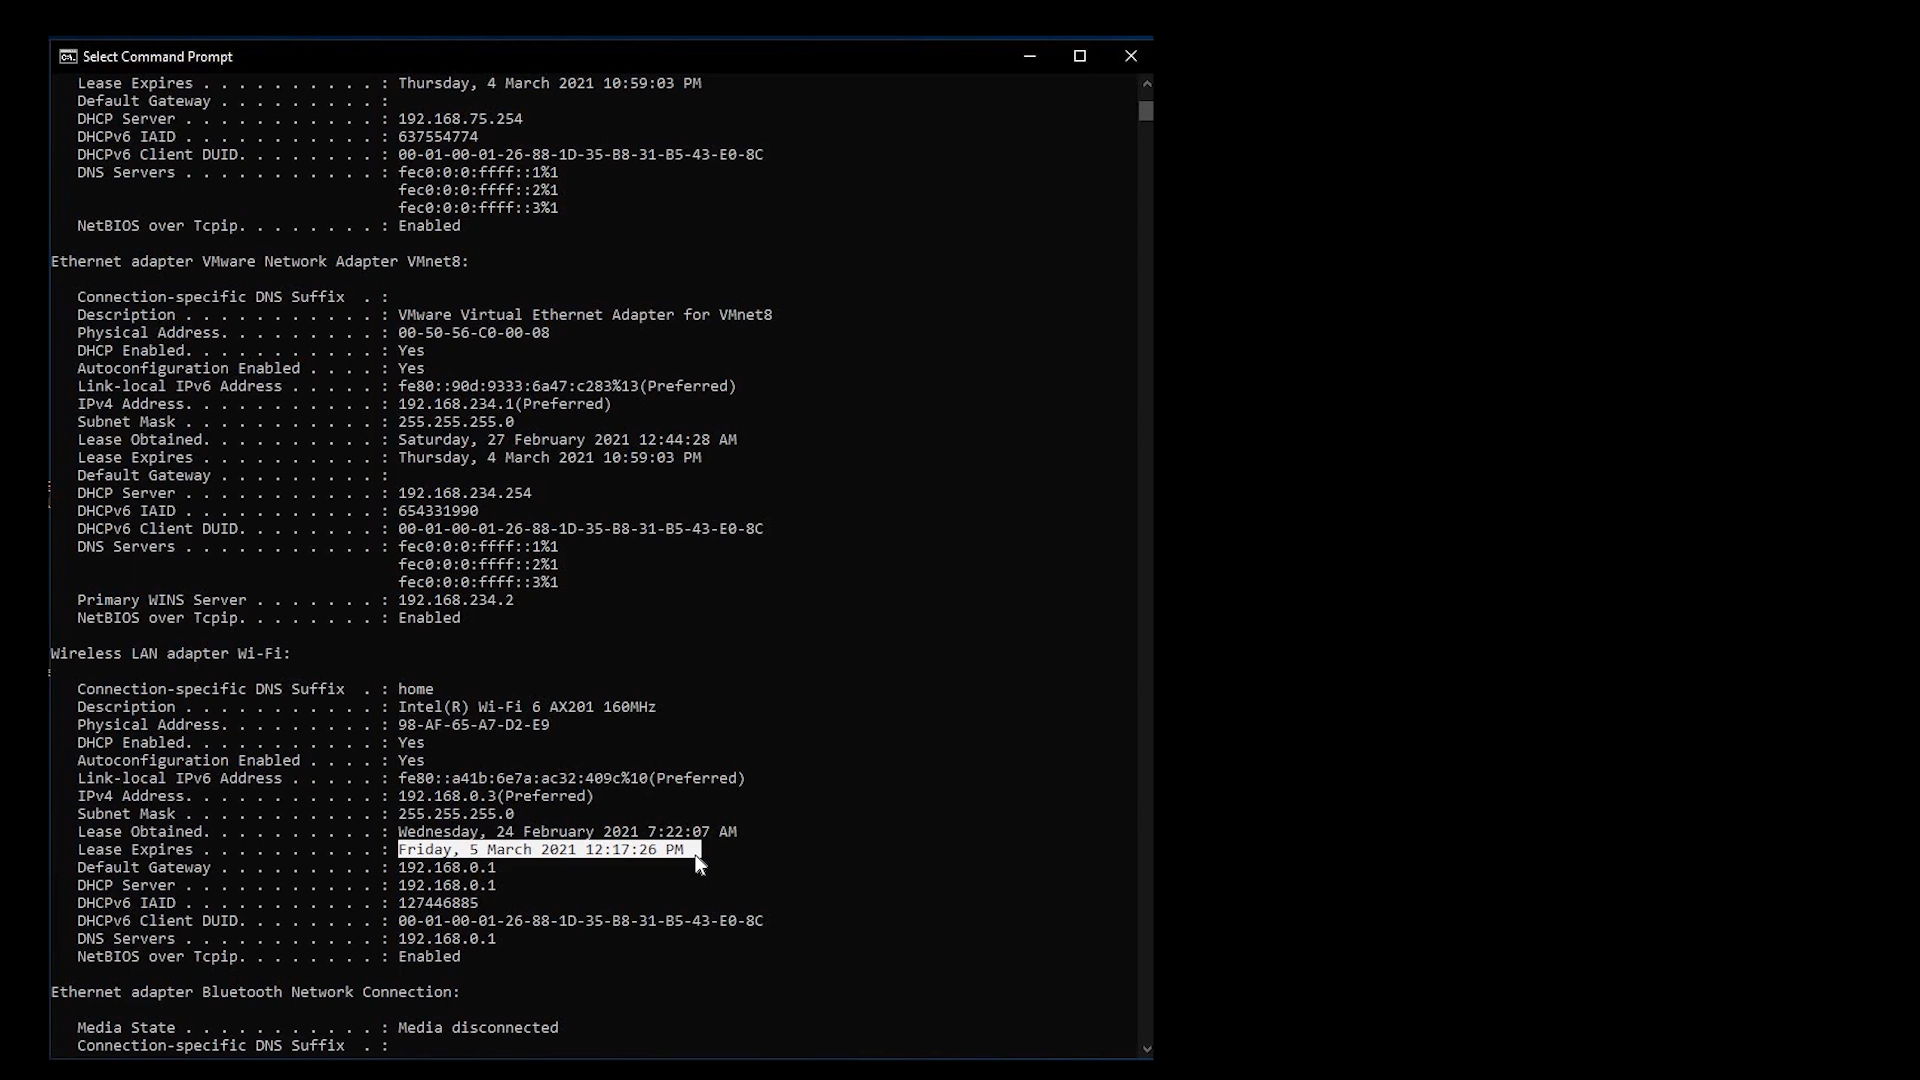 Select Command Prompt
Lease Expires . . . . . . . . . . : Thursday, 4 March 2021 10:59:03 PM
Default Gateway . . . . . . . . . :
DHCP Server . . . . . . . . . . . : 192.168.75.254
DHCPv6 IAID . . . . . . . . . . . : 637554774
DHCPv6 Client DUID. . . . . . . . : 00-01-00-01-26-88-1D-35-B8-31-B5-43-E0-8C
DNS Servers . . . . . . . . . . . : fec0:0:0:ffff::1%1
fec0:0:0:ffff::2%1
fec0:0:0:ffff::3%1
NetBIOS over Tcpip. . . . . . . . : Enabled
Ethernet adapter VMware Network Adapter VMnet8:
Connection-specific DNS Suffix  . :
Description . . . . . . . . . . . : VMware Virtual Ethernet Adapter for VMnet8
Physical Address. . . . . . . . . : 00-50-56-C0-00-08
DHCP Enabled. . . . . . . . . . . : Yes
Autoconfiguration Enabled . . . . : Yes
Link-local IPv6 Address . . . . . : fe80::90d:9333:6a47:c283%13(Preferred)
IPv4 Address. . . . . . . . . . . : 192.168.234.1(Preferred)
Subnet Mask . . . . . . . . . . . : 255.255.255.0
Lease Obtained. . . . . . . . . . : Saturday, 27 February 2021 12:44:28 AM
Lease Expires . . . . . . . . . . : Thursday, 4 March 2021 10:59:03 PM
Default Gateway . . . . . . . . . :
DHCP Server . . . . . . . . . . . : 192.168.234.254
DHCPv6 IAID . . . . . . . . . . . : 654331990
DHCPv6 Client DUID. . . . . . . . : 00-01-00-01-26-88-1D-35-B8-31-B5-43-E0-8C
DNS Servers . . . . . . . . . . . : fec0:0:0:ffff::1%1
fec0:0:0:ffff::2%1
fec0:0:0:ffff::3%1
Primary WINS Server . . . . . . . : 192.168.234.2
NetBIOS over Tcpip. . . . . . . . : Enabled
Wireless LAN adapter Wi-Fi:
Connection-specific DNS Suffix  . : home
Description . . . . . . . . . . . : Intel(R) Wi-Fi 6 AX201 160MHz
Physical Address. . . . . . . . . : 98-AF-65-A7-D2-E9
DHCP Enabled. . . . . . . . . . . : Yes
Autoconfiguration Enabled . . . . : Yes
Link-local IPv6 Address . . . . . : fe80::a41b:6e7a:ac32:409c%10(Preferred)
IPv4 Address. . . . . . . . . . . : 192.168.0.3(Preferred)
Subnet Mask . . . . . . . . . . . : 255.255.255.0
Lease Obtained. . . . . . . . . . : Wednesday, 24 February 2021 7:22:07 AM
Lease Expires . . . . . . . . . . : Friday, 5 March 2021 12:17:26 PM
Default Gateway . . . . . . . . . : 192.168.0.1
DHCP Server . . . . . . . . . . . : 192.168.0.1
DHCPv6 IAID . . . . . . . . . . . : 127446885
DHCPv6 Client DUID. . . . . . . . : 00-01-00-01-26-88-1D-35-B8-31-B5-43-E0-8C
DNS Servers . . . . . . . . . . . : 192.168.0.1
NetBIOS over Tcpip. . . . . . . . : Enabled
Ethernet adapter Bluetooth Network Connection:
Media State . . . . . . . . . . . : Media disconnected
Connection-specific DNS Suffix  . :